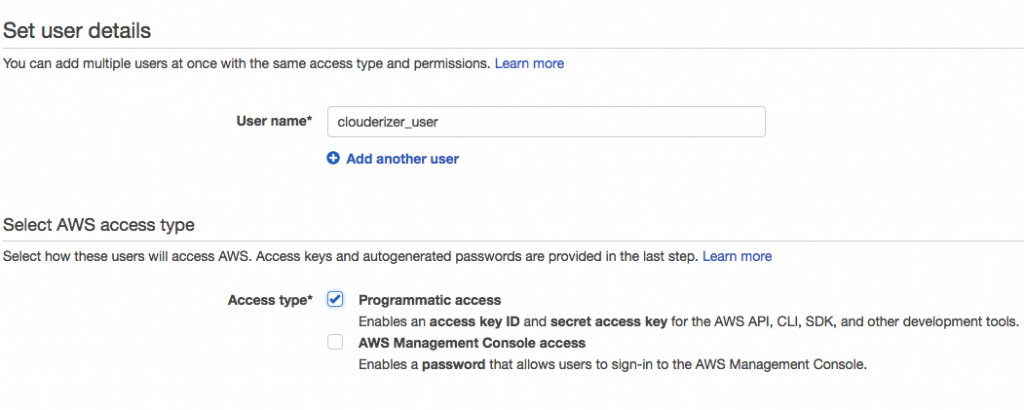 Set user details
You can add multiple users at once with the same access type and permissions. Learn more
User name* clouderizer_user
Add another user
Select AWS access type
Select how these users will access AWS. Access keys and autogenerated passwords are provided in the last step. Learn more
Access type* Programmatic access
Enables an access key ID and secret access key for the AWS API, CLI, SDK, and other development tools.
AWS Management Console access
Enables a password that allows users to sign-in to the AWS Management Console.